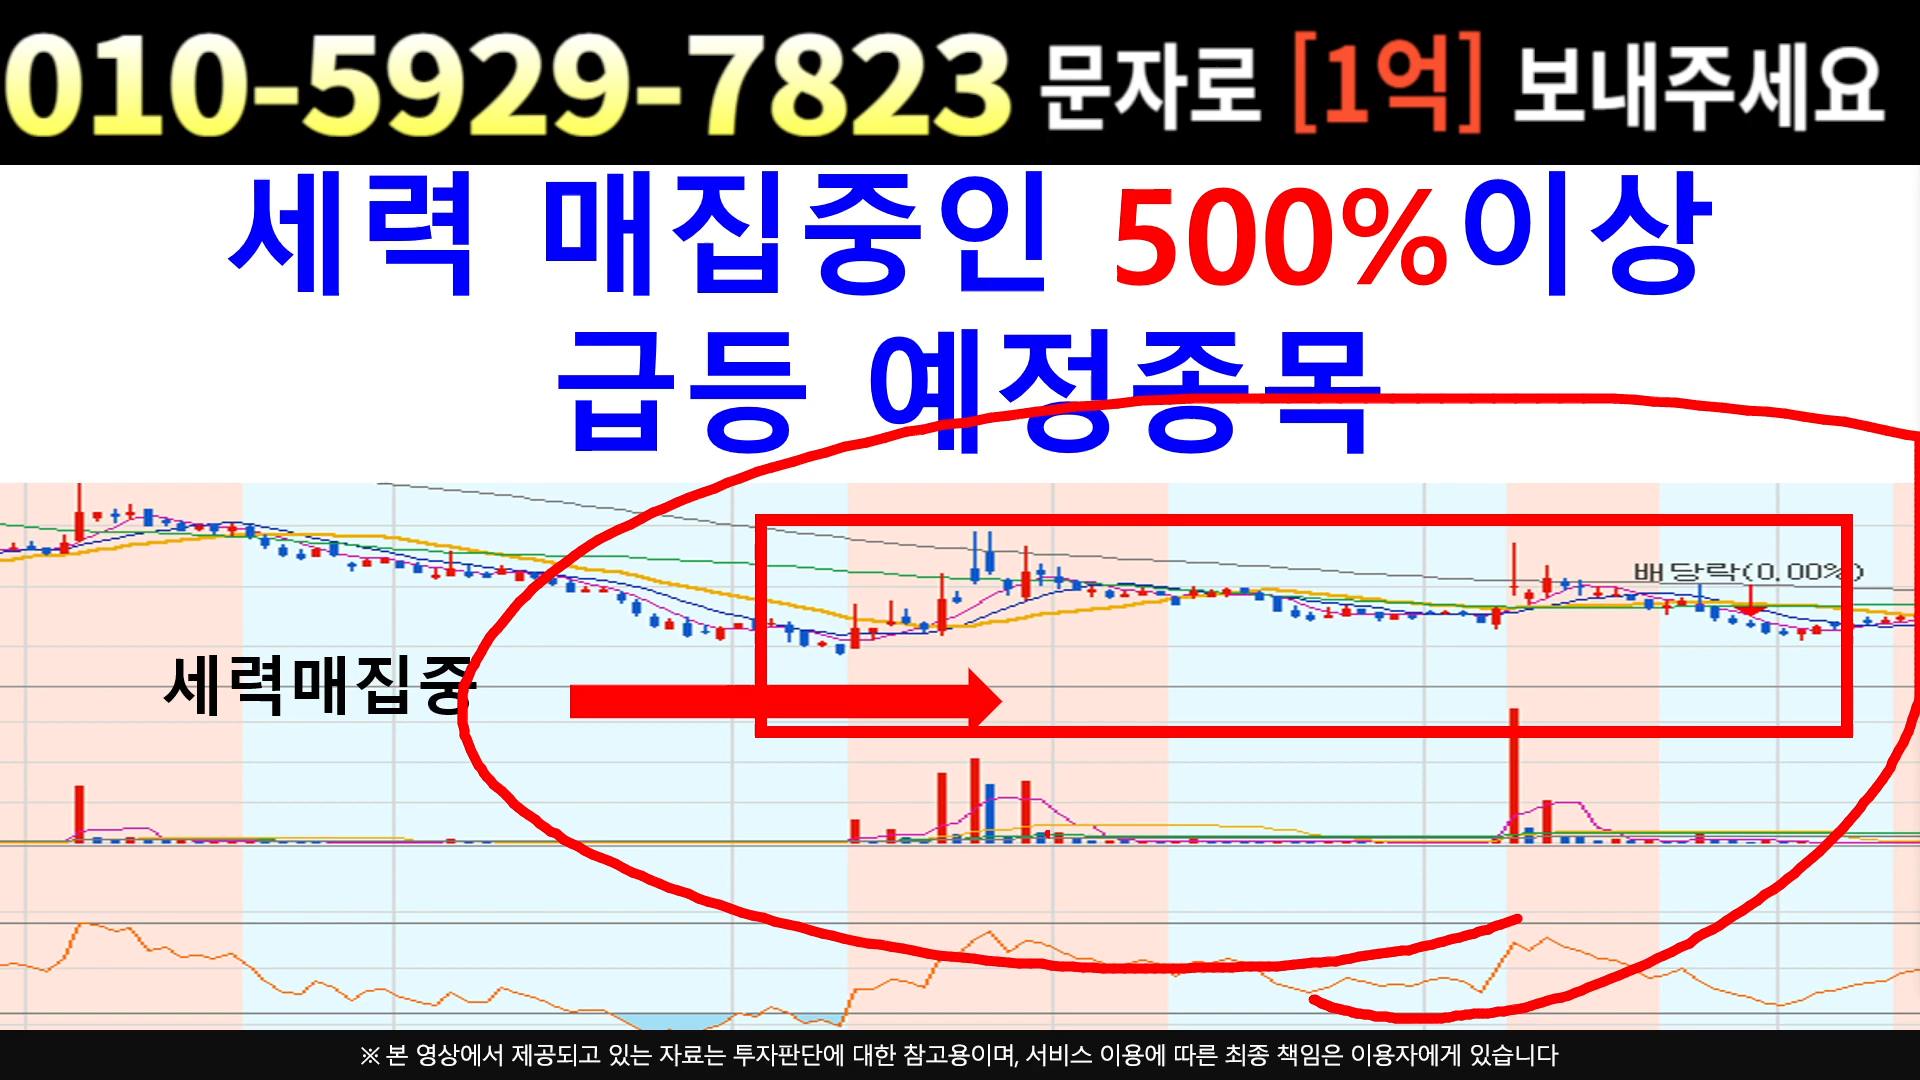 010-5929-7823 문자로 [1억] 보내주세요
세력 매집중인 500%이상
급등 예정종목
배당락(0.00%)
세력매집중
※ 본 영상에서 제공되고 있는 자료는 투자판단에 대한 참고용이며, 서비스 이용에 따른 최종 책임은 이용자에게 있습니다